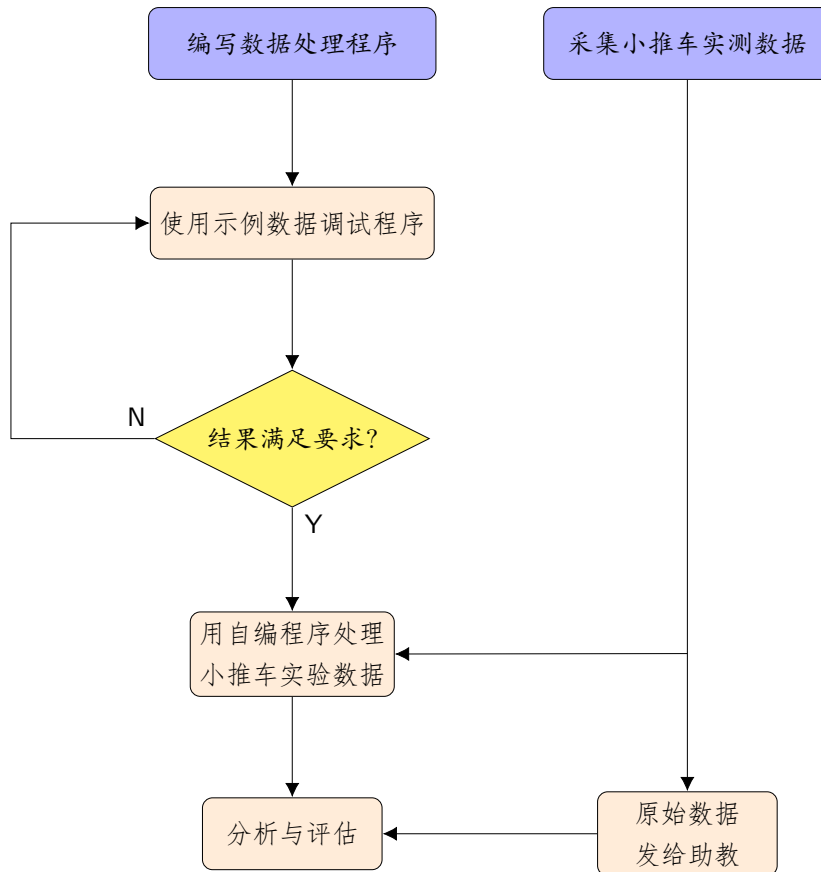 编写数据处理程序
采集小推车实测数据
使用示例数据调试程序
N
结果满足要求?
Y
用自编程序处理
小推车实验数据
分析与评估
原始数据
发给助教